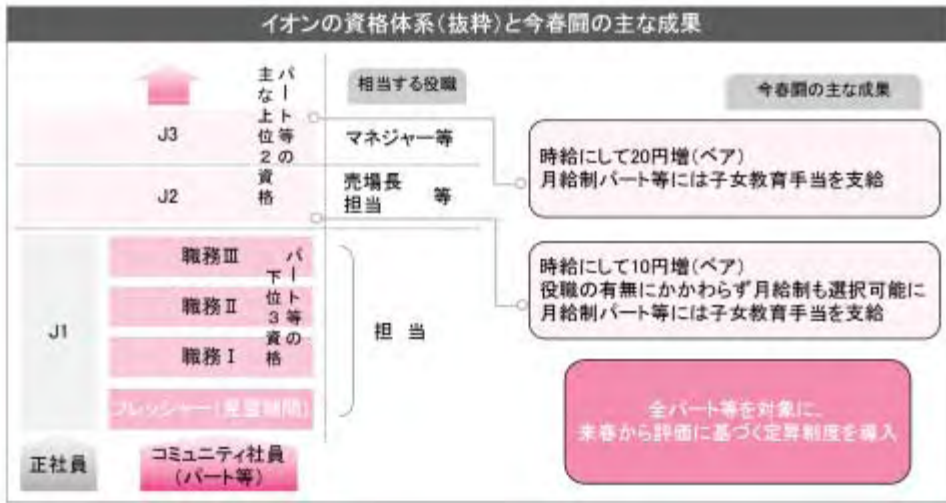 イオンの資格体系(抜粋)と今春闘の主な成果
パート等の
主な上位2資格
相当する役職
今春闘の主な成果
J3
マネジャー等
時給にして20円増(ベア)
月給制パート等には子女教育手当を支給
J2
売場長
担当
等
J1
職務Ⅲ
職務Ⅱ
職務Ⅰ
フレッシャー(見習期間)
パート等の
下位3資格
担当
時給にして10円増(ベア)
役職の有無にかかわらず月給制も選択可能に
月給制パート等には子女教育手当を支給
全パート等を対象に、
来春から評価に基づく定昇制度を導入
正社員
コミュニティ社員
(パート等)